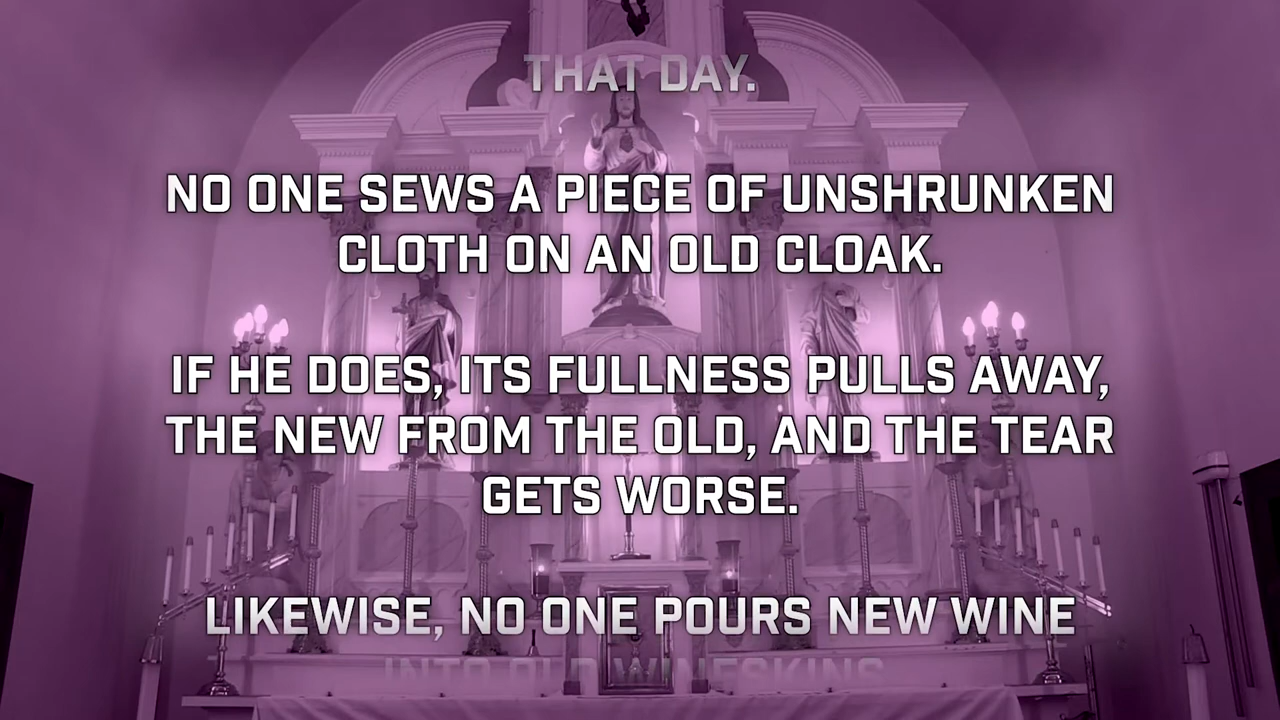 THAT DAY.
NO ONE SEWS A PIECE OF UNSHRUNKEN
CLOTH ON AN OLD CLOAK.
IF HE DOES, ITS FULLNESS PULLS AWAY,
THE NEW FROM THE OLD, AND THE TEAR
GETS WORSE.
LIKEWISE, NO ONE POURS NEW WINE
INTO OLD WINESKINS.